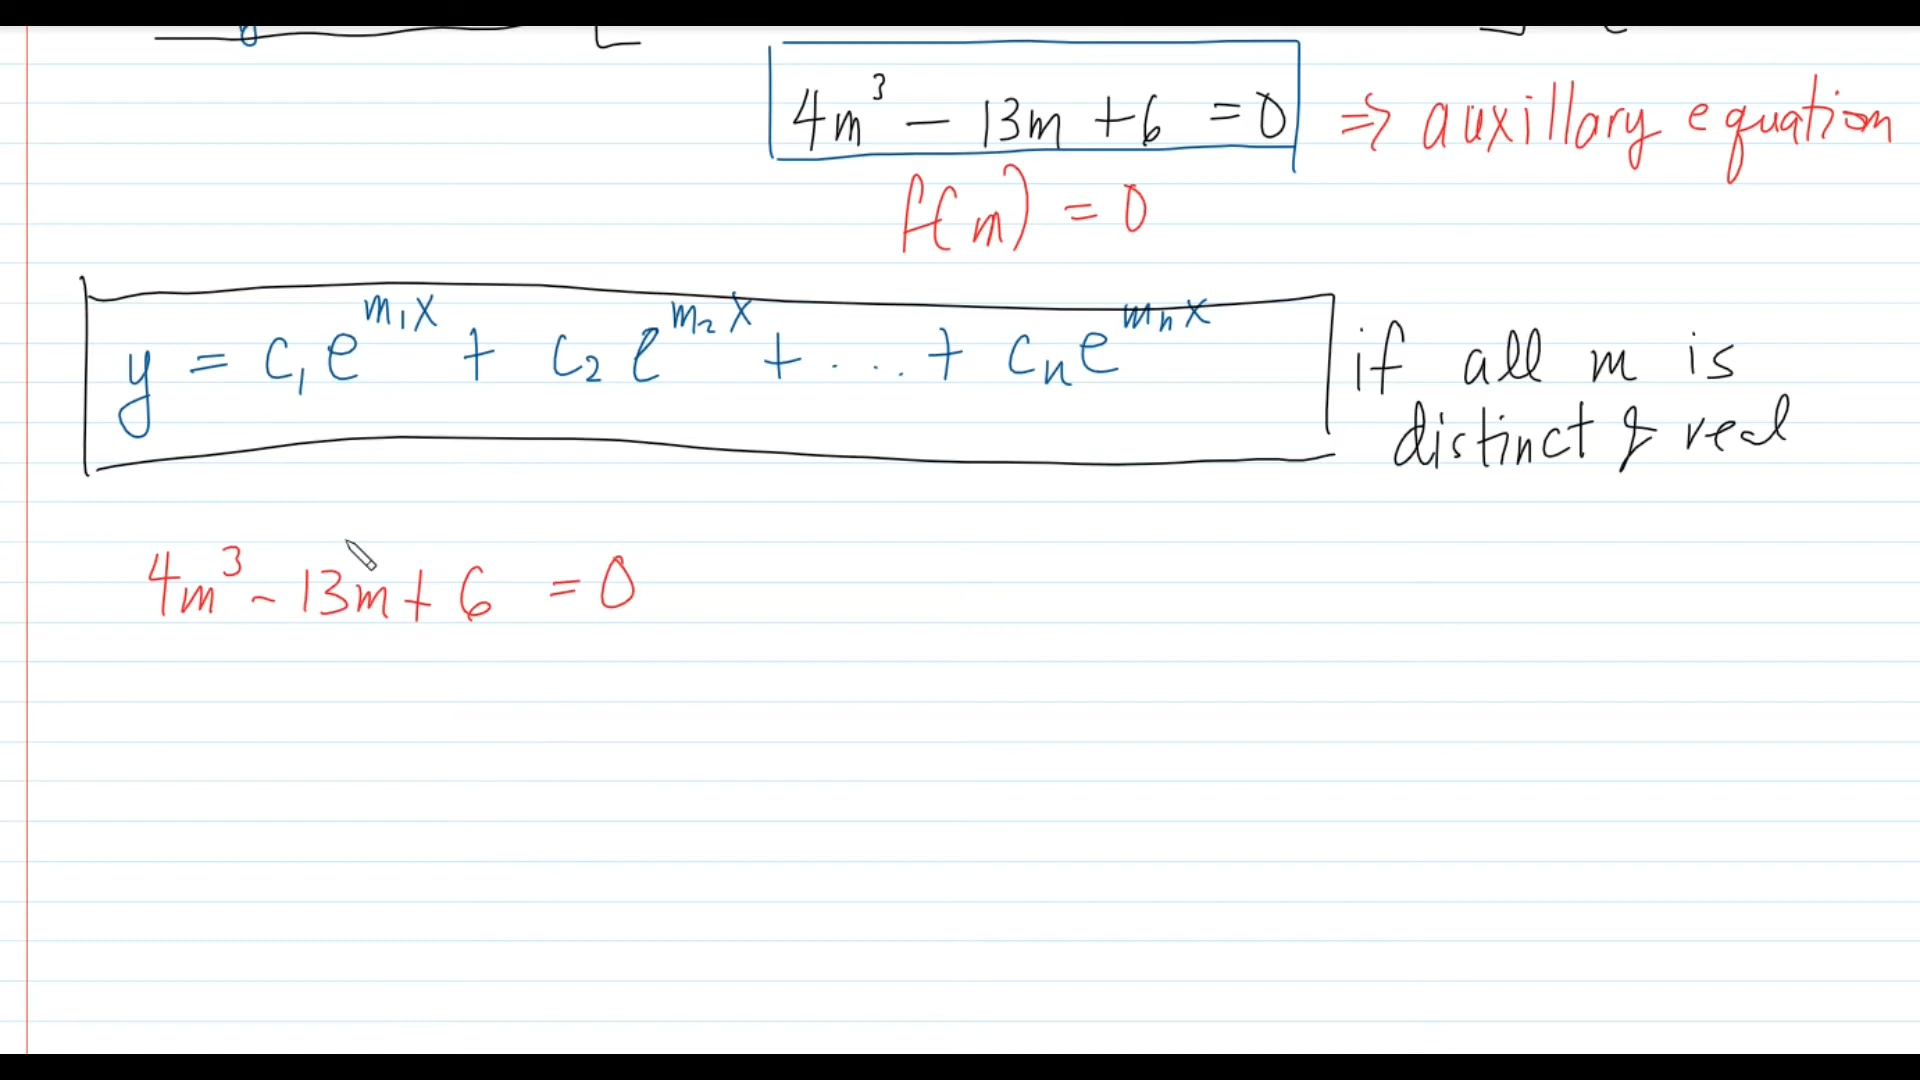 4m³ - 13m + 6 = 0 ⇒ auxillary equation
f(m) = 0
y = c₁e^{m₁x} + c₂e^{m₂x} + ... + cₙe^{mₙx} if all m is
distinct & real
4m³ - 13m + 6 = 0